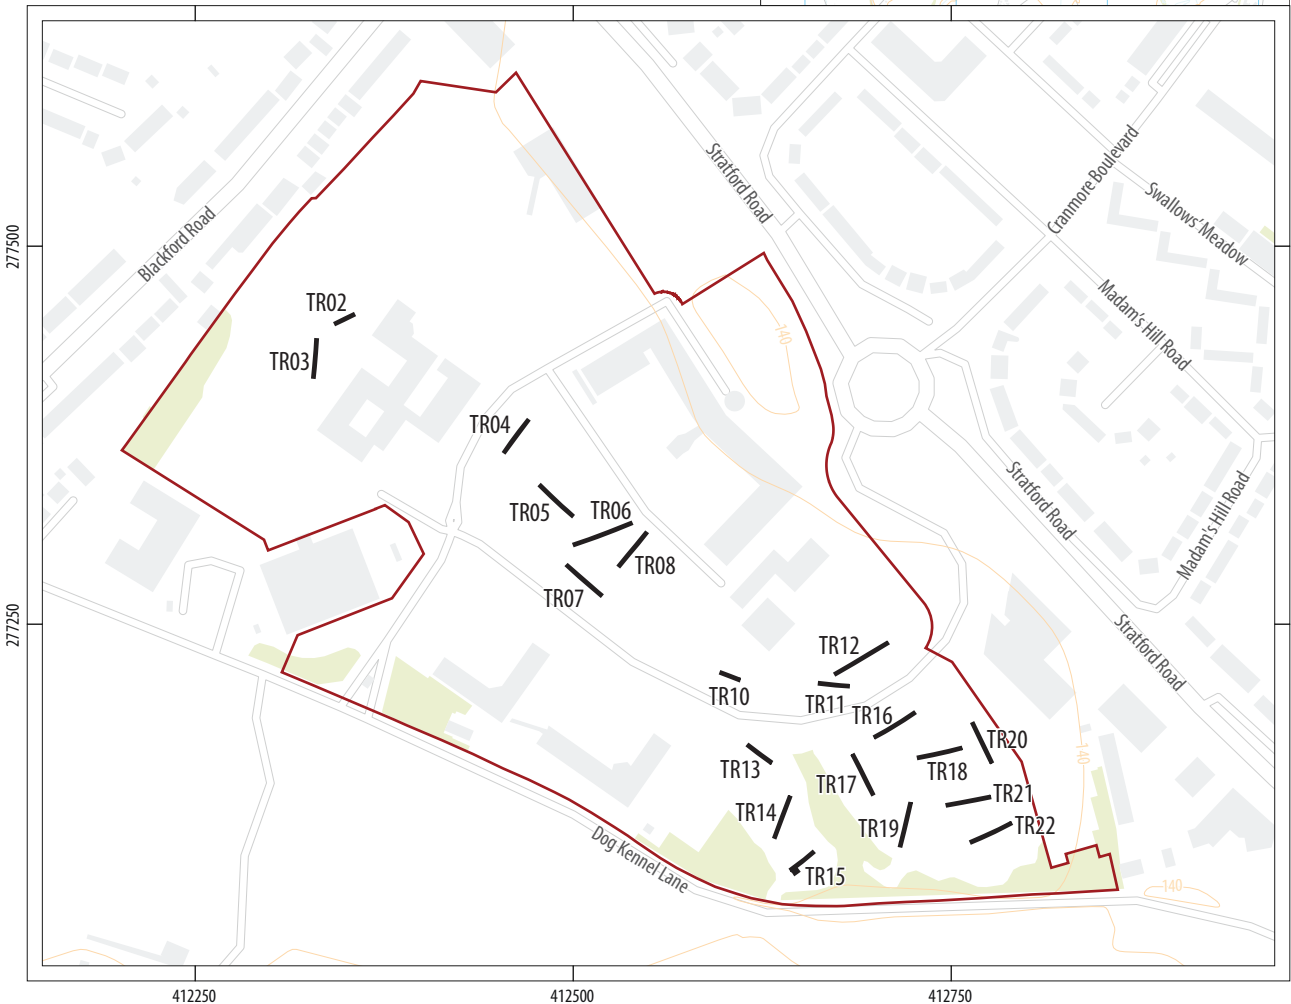 Stratford Road
Cranmore Boulevard
Swallows' Meadow
Blackford Road
277500
Madam's Hill Road
TR02
140
TR03
TR04
Stratford Road
Madam's Hill Road
TR05
TR06
TR08
TR07
277250
Stratford Road
TR12
TR10
TR11
TR16
TR20
140
TR13
TR17
TR18
TR21
TR14
TR19
TR22
Dog Kennel Lane
TR15
140
412250
412500
412750